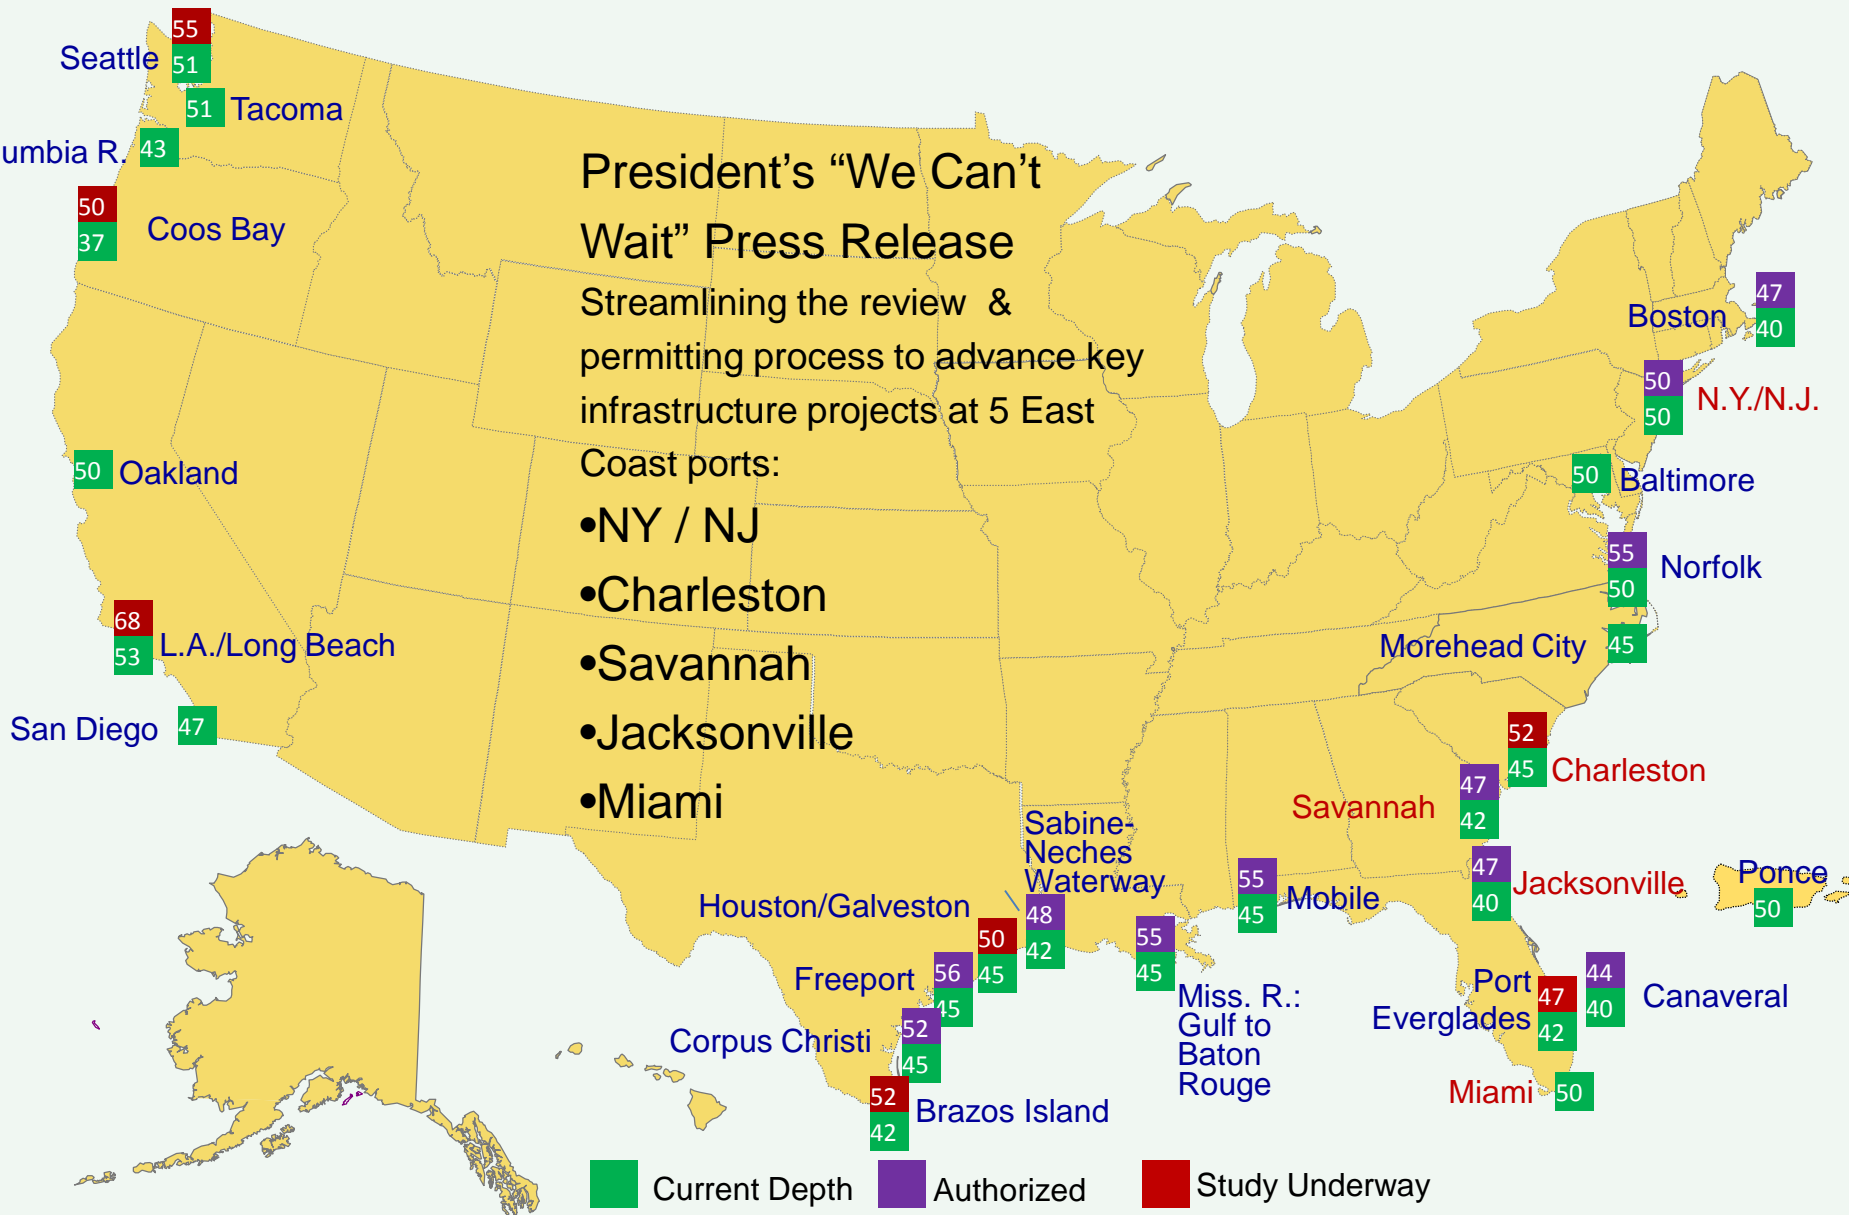 55
Seattle
51
51
Tacoma
umbia R.
43
50
Coos Bay
37
50
Oakland
68
L.A./Long Beach
53
San Diego
47
President's “We Can't
Wait” Press Release
Streamlining the review &
permitting process to advance key
infrastructure projects at 5 East
Coast ports:
•NY / NJ
•Charleston
•Savannah
•Jacksonville
•Miami
47
Boston
40
50
N.Y./N.J.
50
50
Baltimore
55
Norfolk
50
Morehead City
45
52
45
Charleston
47
Savannah
42
47
Jacksonville
40
Ponce
50
44
Canaveral
40
Port
Everglades
47
42
Miami
50
55
Mobile
45
55
45
Miss. R.:
Gulf to
Baton
Rouge
Sabine-
Neches
Waterway
48
42
Houston/Galveston
50
45
Freeport
56
45
Corpus Christi
52
45
52
Brazos Island
42
Current Depth
Authorized
Study Underway